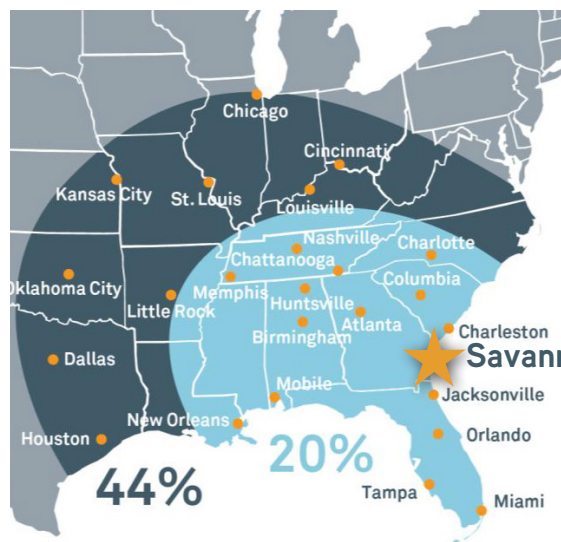 Chicago
Cincinnati
Kansas City
St. Louis
Louisville
Nashville
Charlotte
Chattanooga
Oklahoma City
Memphis
Columbia
Huntsville
Little Rock
Atlanta
Birmingham
Charleston
Savann
Dallas
Mobile
Jacksonville
New Orleans
Houston
20%
Orlando
44%
Tampa
Miami